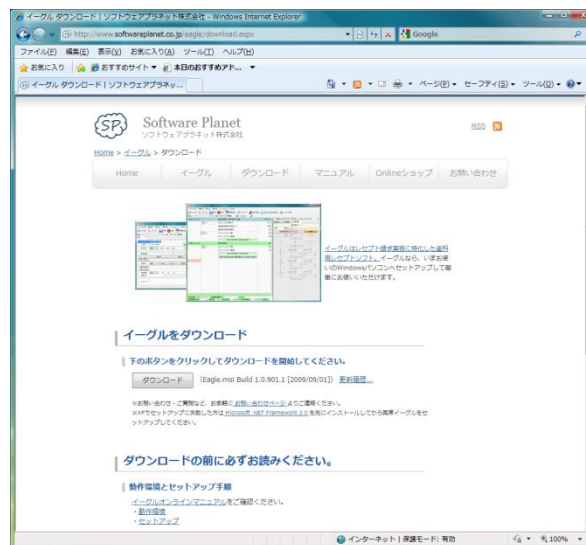 イーグル ダウンロード | ソフトウェアプラネット株式会社 - Windows Internet Explorer
http://www.softwareplanet.co.jp/eagle/download.aspx
Google
ファイル(F) 編集(E) 表示(V) お気に入り(A) ツール(T) ヘルプ(H)
お気に入り おすすめサイト 本日のおすすめアド...
イーグル ダウンロード | ソフトウェアプラネッ... ページ(P) セーフティ(S) ツール(O)
SP Software Planet
ソフトウェアプラネット株式会社
RSS
Home > イーグル > ダウンロード
Home イーグル ダウンロード マニュアル Onlineショップ お問い合わせ
イーグルはレセプト請求業務に特化した歯科
用レセプトソフト。イーグルなら、いまお使
いのWindowsパソコンへセットアップして簡
単にお使いいただけます。
イーグルをダウンロード
下のボタンをクリックしてダウンロードを開始してください。
ダウンロード (Eagle.msi Build 1.0.901.1 [2009/09/01]) 更新履歴...
※お問い合わせ・ご質問など、お気軽にお問い合わせページよりご連絡ください。
※XPでセットアップに失敗した方は Microsoft .NET Framework 2.0 を先にインストールしてから再度イーグルをセ
ットアップしてください。
ダウンロードの前に必ずお読みください。
動作環境とセットアップ手順
イーグルオンラインマニュアルをご確認ください。
・動作環境
・セットアップ
インターネット | 保護モード: 有効 100%